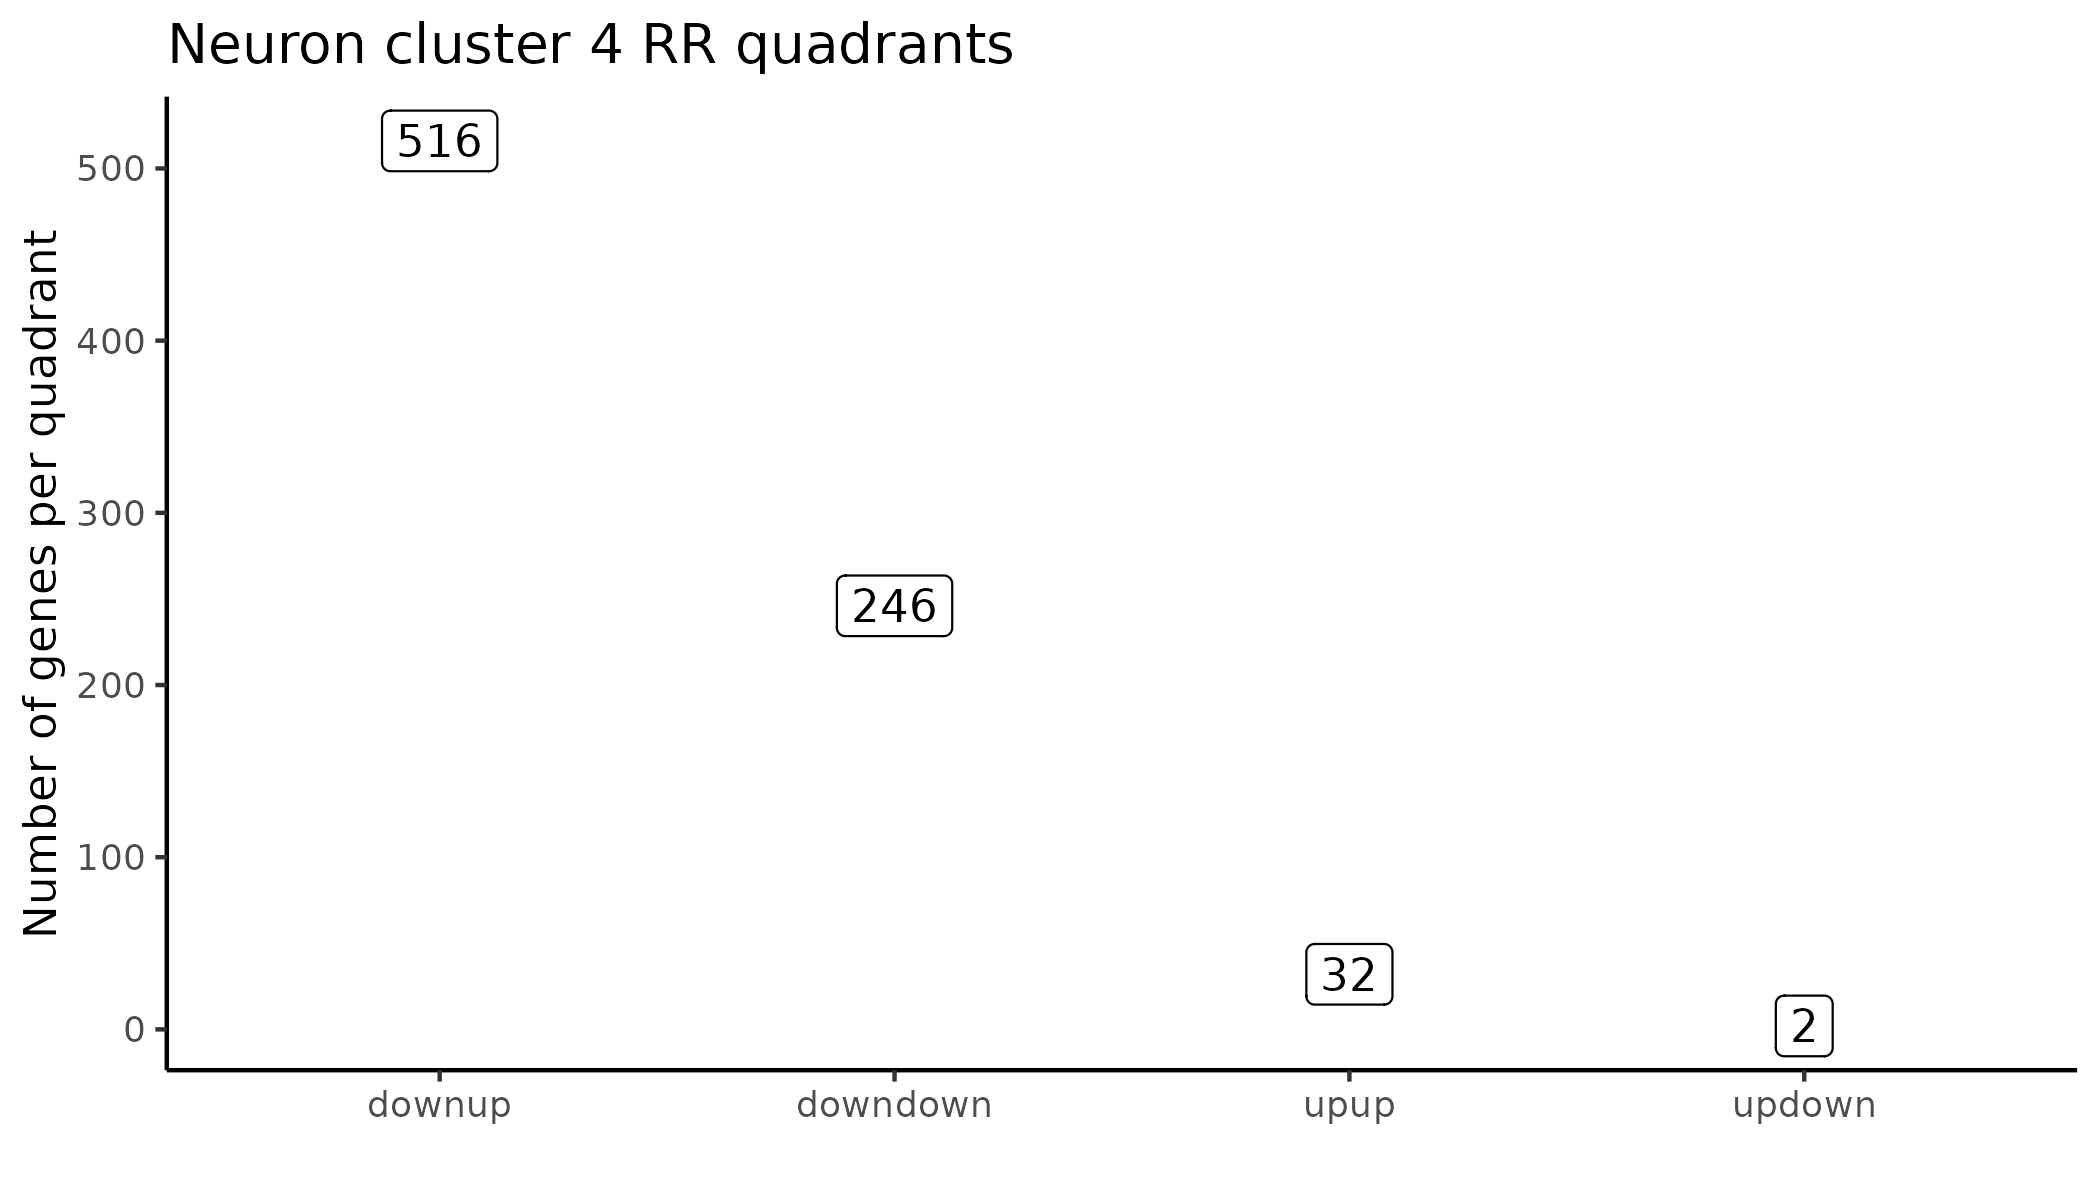 Neuron cluster 4 RR quadrants
Number of genes per quadrant
500
400
300
200
100
0
516
246
32
2
downup
downdown
upup
updown